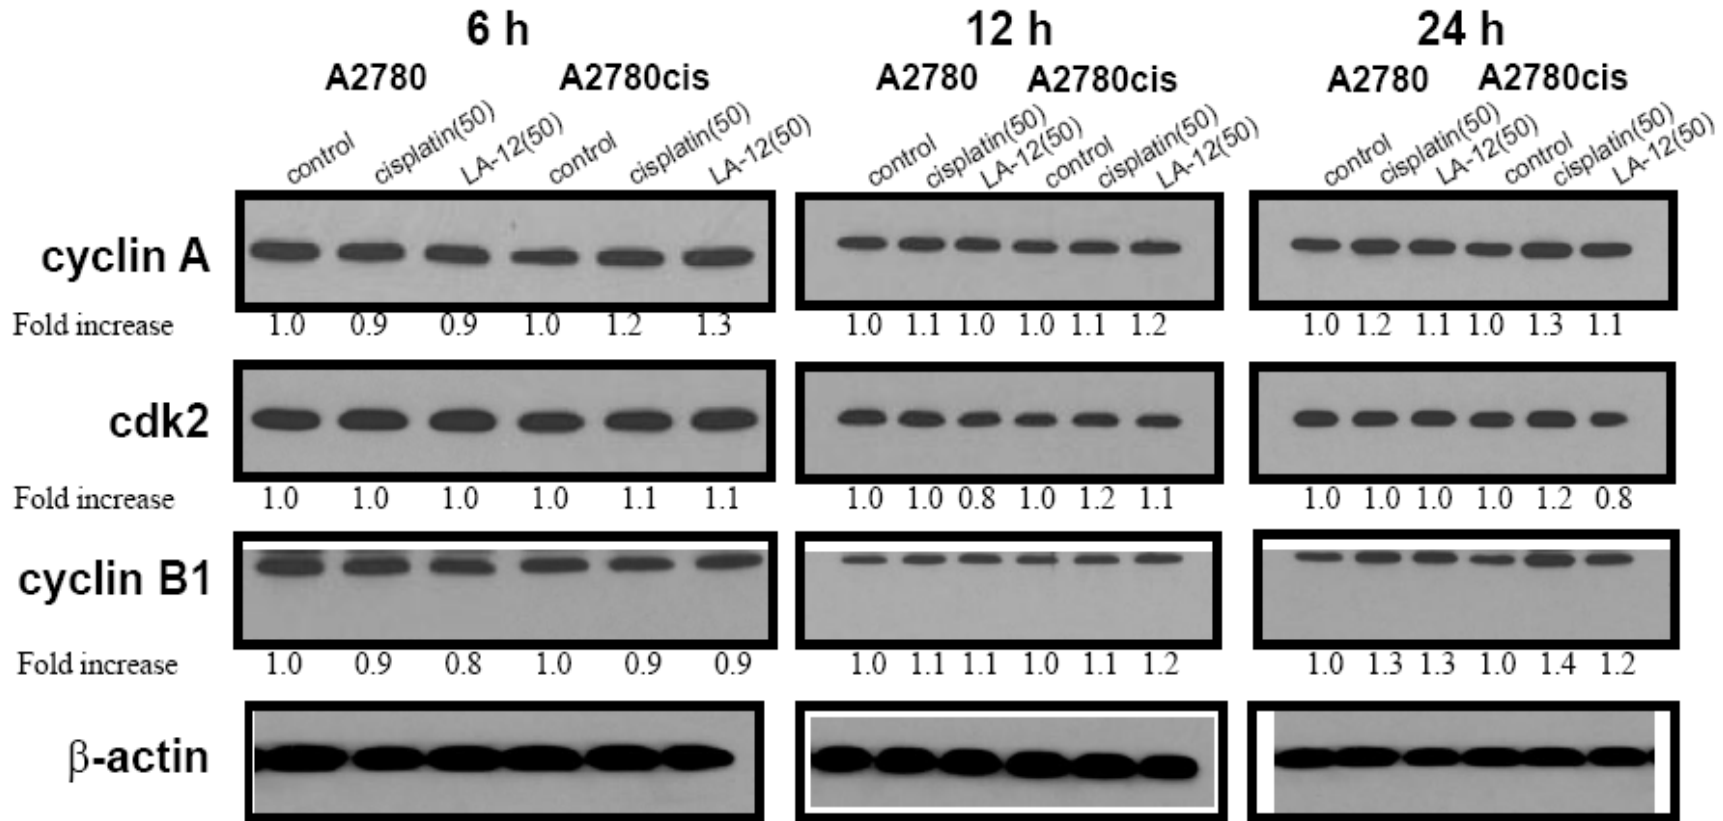 6 h 12 h 24 h
A2780 A2780cis A2780 A2780cis A2780 A2780cis
control cisplatin(50) LA-12(50) control cisplatin(50) LA-12(50) control cisplatin(50) LA-12(50) control cisplatin(50) LA-12(50) control cisplatin(50) LA-12(50) control cisplatin(50) LA-12(50)
cyclin A
Fold increase 1.0 0.9 0.9 1.0 1.2 1.3 1.0 1.1 1.0 1.0 1.1 1.2 1.0 1.2 1.1 1.0 1.3 1.1
cdk2
Fold increase 1.0 1.0 1.0 1.0 1.1 1.1 1.0 1.0 0.8 1.0 1.2 1.1 1.0 1.0 1.0 1.0 1.2 0.8
cyclin B1
Fold increase 1.0 0.9 0.8 1.0 0.9 0.9 1.0 1.1 1.1 1.0 1.1 1.2 1.0 1.3 1.3 1.0 1.4 1.2
β-actin